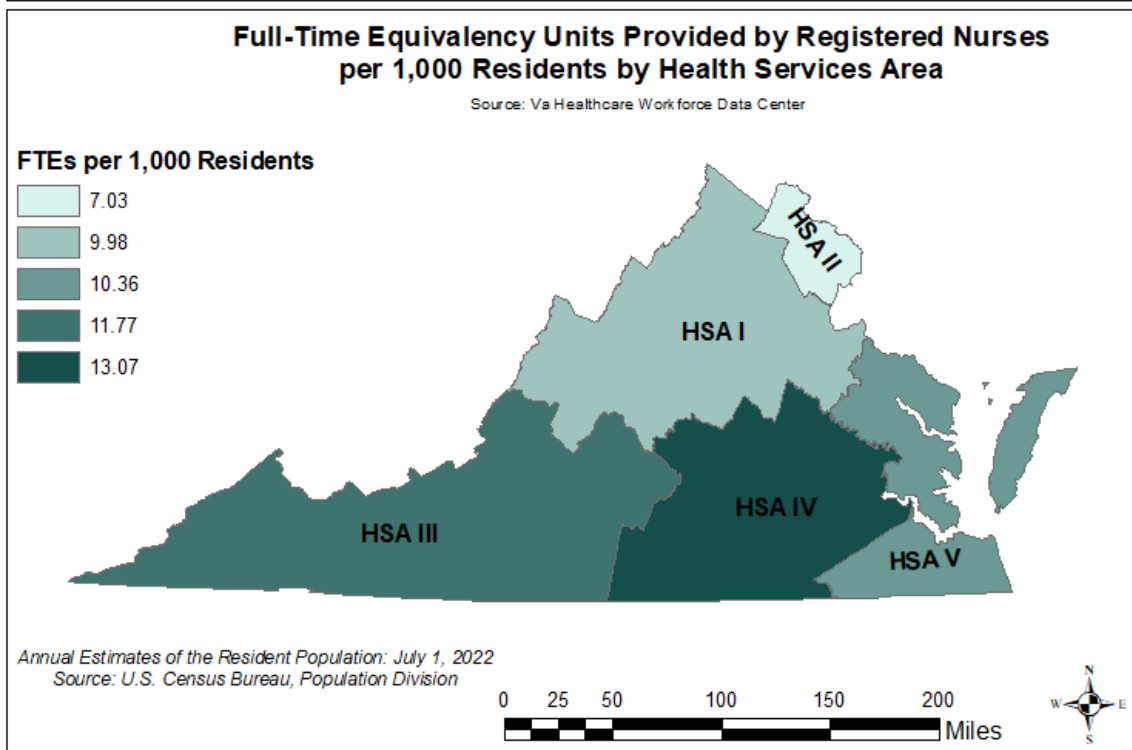 Full-Time Equivalency Units Provided by Registered Nurses
per 1,000 Residents by Health Services Area
Source: Va Healthcare Workforce Data Center
FTEs per 1,000 Residents
7.03
9.98
10.36
11.77
13.07
HSA II
HSA I
HSA IV
HSA III
HSA V
Annual Estimates of the Resident Population: July 1, 2022
Source: U.S. Census Bureau, Population Division
0 25 50 100 150 200
Miles
N
W E
S